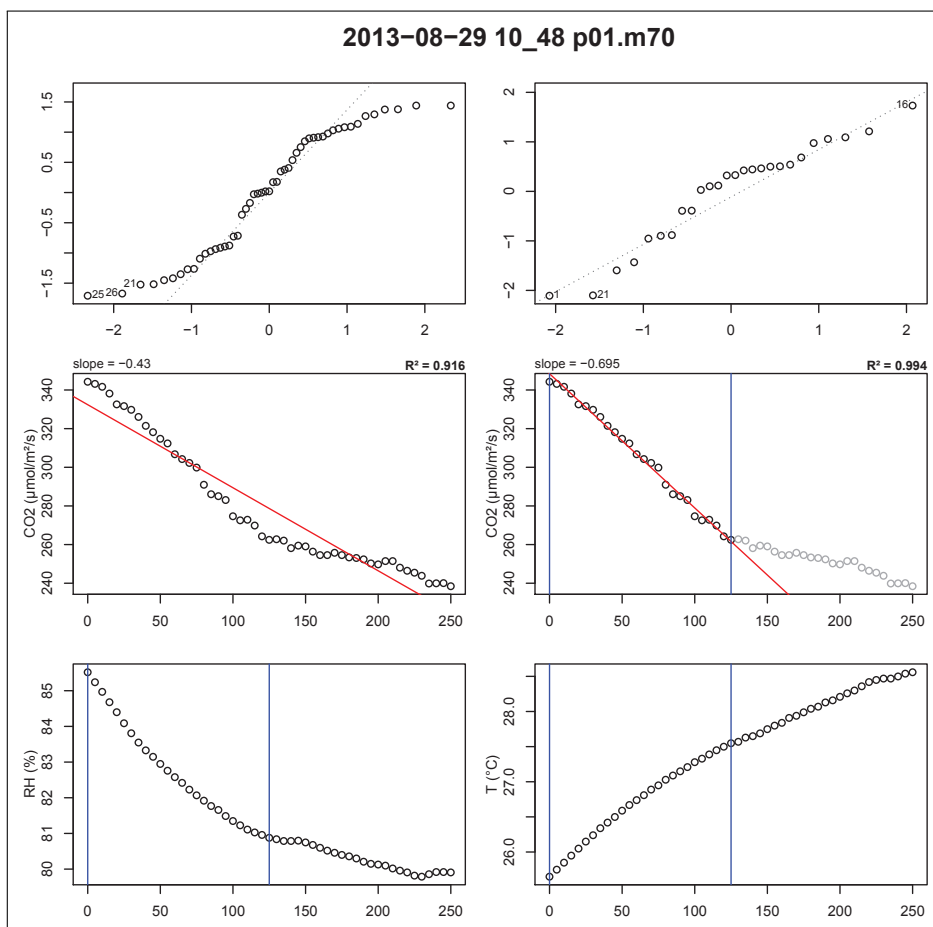 2013−08−29 10_48 p01.m70
1.5
0.5
−0.5
−1.5
25
26
21
−2 −1 0 1 2
2
1
0
−1
−2
16
1
21
−2 −1 0 1 2
slope = −0.43 R² = 0.916
CO2 (µmol/m²/s)
340
320
300
280
260
240
0 50 100 150 200 250
slope = −0.695 R² = 0.994
CO2 (µmol/m²/s)
340
320
300
280
260
240
0 50 100 150 200 250
RH (%)
85
84
83
82
81
80
0 50 100 150 200 250
T (°C)
28.0
27.0
26.0
0 50 100 150 200 250